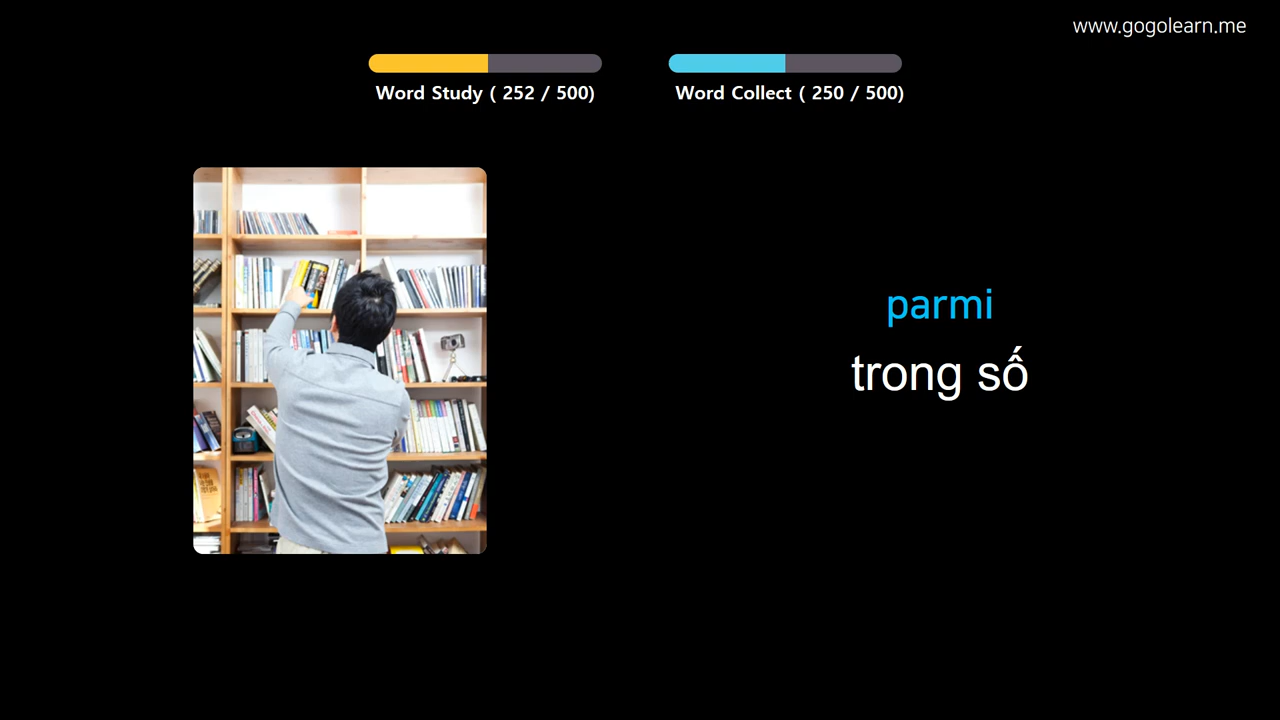 www.gogolearn.me
Word Study ( 252 / 500)
Word Collect ( 250 / 500)
parmi
trong số